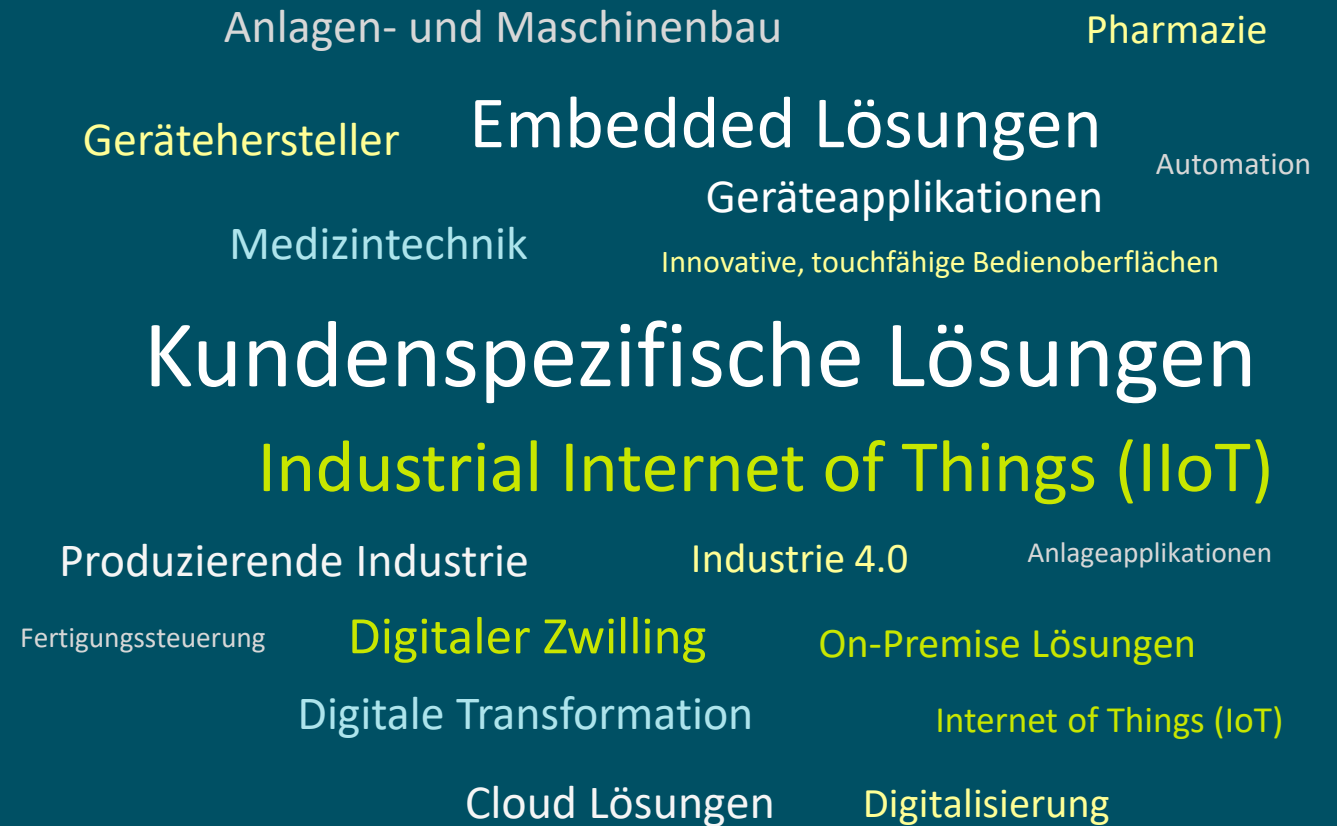 Anlagen- und Maschinenbau
Pharmazie
Embedded Lösungen
Gerätehersteller
Automation
Geräteapplikationen
Medizintechnik
Innovative, touchfähige Bedienoberflächen
Kundenspezifische Lösungen
Industrial Internet of Things (IIoT)
Produzierende Industrie
Industrie 4.0
Anlageapplikationen
Fertigungssteuerung
Digitaler Zwilling
On-Premise Lösungen
Digitale Transformation
Internet of Things (IoT)
Cloud Lösungen
Digitalisierung